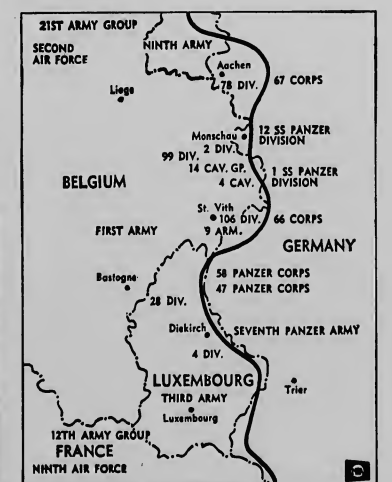 21ST ARMY GROUP
SECOND
AIR FORCE
NINTH ARMY
Aachen
78 DIV.
67 CORPS
Liege
Monschau
12 SS PANZER
DIVISION
2 DIV.
99 DIV.
14 CAV. GP.
4 CAV.
1 SS PANZER
DIVISION
BELGIUM
St. Vith
106 DIV.
66 CORPS
9 ARM.
FIRST ARMY
GERMANY
58 PANZER CORPS
47 PANZER CORPS
Bastogne
28 DIV.
Diekirch
SEVENTH PANZER ARMY
4 DIV.
LUXEMBOURG
THIRD ARMY
Trier
Luxembourg
12TH ARMY GROUP
FRANCE
NINTH AIR FORCE